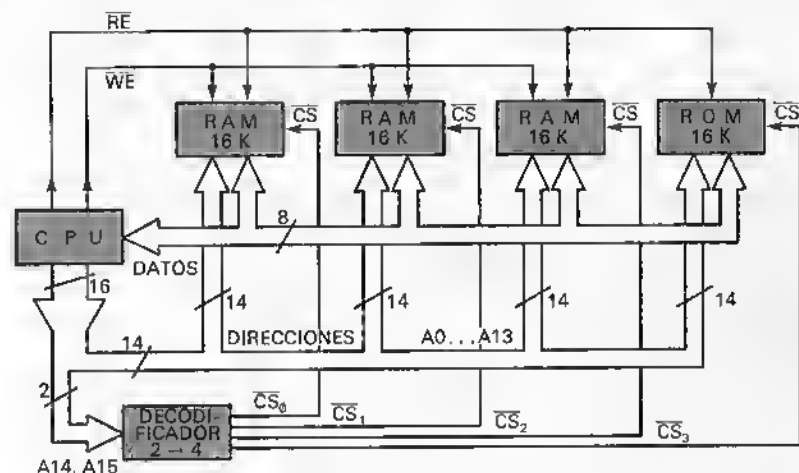 RE
WE
RAM
16 K
CS
RAM
16 K
CS
RAM
16 K
CS
ROM
16 K
CS
CPU
8
DATOS
16
14
14
14
14
DIRECCIONES
A0...A13
14
2
DECODI-
FICADOR
2 → 4
CS0
CS1
CS2
CS3
A14, A15